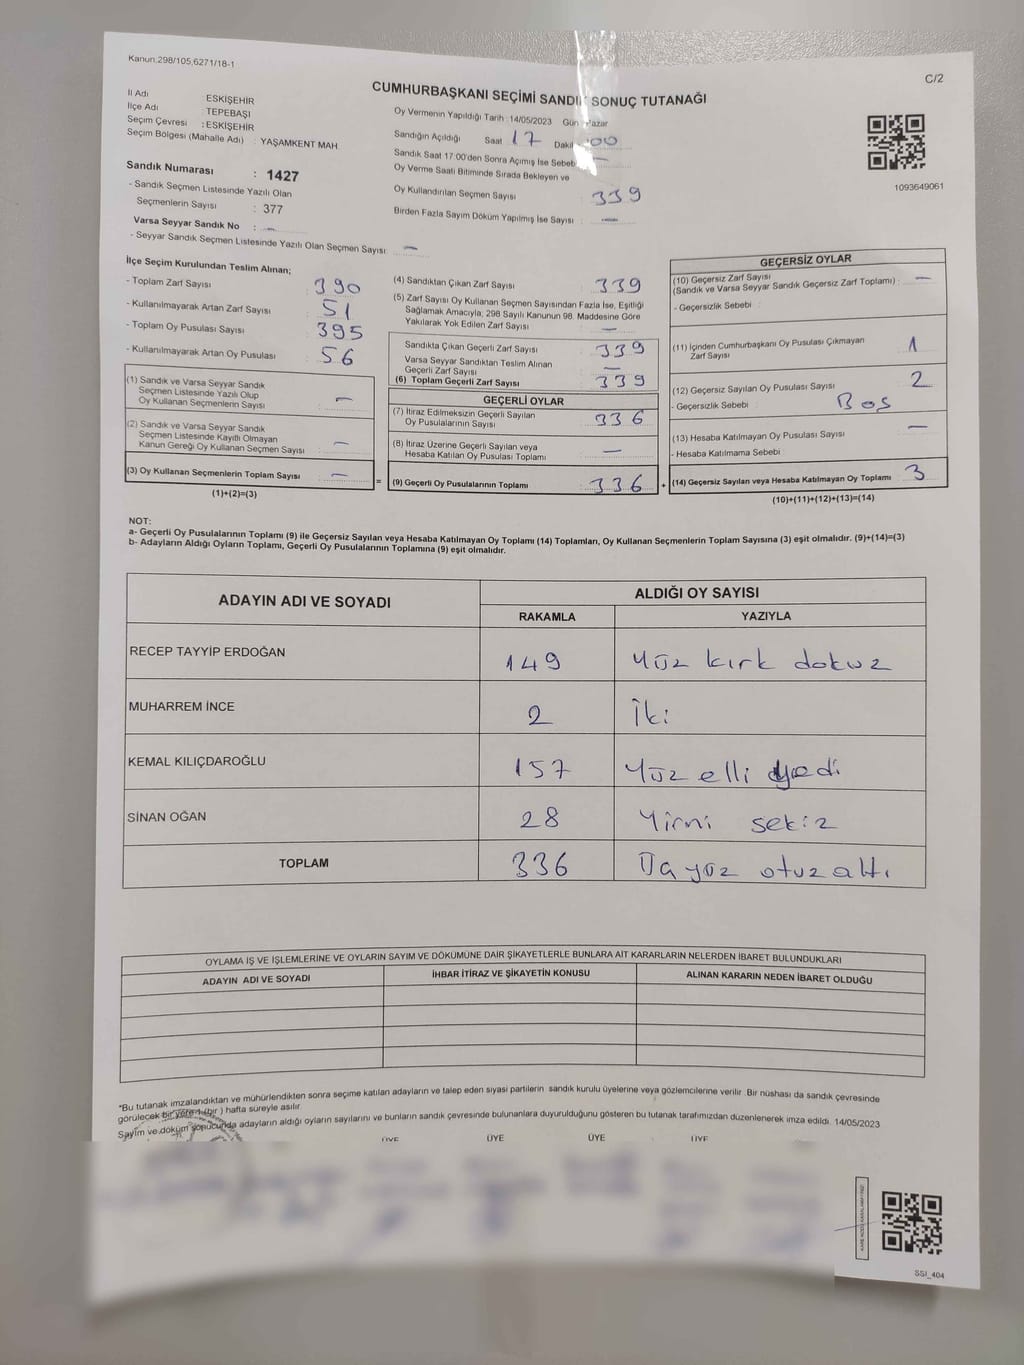 Kanun.298/105,6271/18-1
C/2
CUMHURBAŞKANI SEÇİMİ SANDIK SONUÇ TUTANAĞI
İl Adı ESKİŞEHİR
İlçe Adı : TEPEBAŞI
Seçim Çevresi : ESKİŞEHİR
Seçim Bölgesi (Mahalle Adı) : YAŞAMKENT MAH
Sandık Numarası : 1427
- Sandık Seçmen Listesinde Yazılı Olan
Seçmenlerin Sayısı : 377
Varsa Seyyar Sandık No : -
- Seyyar Sandık Seçmen Listesinde Yazılı Olan Seçmen Sayısı: -
Oy Vermenin Yapıldığı Tarih :14/05/2023 Gün Pazar
Sandığın Açıldığı Saat 17 Daki 00
Sandık Saat 17:00'den Sonra Açımış İse Sebeb -
Oy Verme Saati Bitiminde Sırada Bekleyen ve
Oy Kullandırılan Seçmen Sayısı 339
Birden Fazla Sayım Döküm Yapılmış İse Sayısı : -
1093649061
İlçe Seçim Kurulundan Teslim Alınan;
- Toplam Zarf Sayısı : 390
- Kullanılmayarak Artan Zarf Sayısı : 51
- Toplam Oy Pusulası Sayısı : 395
- Kullanılmayarak Artan Oy Pusulası : 56
(1) Sandık ve Varsa Seyyar Sandık
Seçmen Listesinde Yazılı Olup
Oy Kullanan Seçmenlerin Sayısı : -
(2) Sandık ve Varsa Seyyar Sandık
Seçmen Listesinde Kayıtlı Olmayan
Kanun Gereği Oy Kullanan Seçmen Sayısı : -
(3) Oy Kullanan Seçmenlerin Toplam Sayısı : -
(1)+(2)=(3)
(4) Sandıktan Çıkan Zarf Sayısı : 339
(5) Zarf Sayısı Oy Kullanan Seçmen Sayısından Fazla İse, Eşitliği
Sağlamak Amacıyla; 298 Sayılı Kanunun 98. Maddesine Göre
Yakılarak Yok Edilen Zarf Sayısı : -
Sandıkta Çıkan Geçerli Zarf Sayısı : 339
Varsa Seyyar Sandıktan Teslim Alınan
Geçerli Zarf Sayısı : -
(6) Toplam Geçerli Zarf Sayısı : 339
GEÇERLİ OYLAR
(7) İtiraz Edilmeksizin Geçerli Sayılan
Oy Pusulalarının Sayısı : 336
(8) İtiraz Üzerine Geçerli Sayılan veya
Hesaba Katılan Oy Pusulası Toplamı : -
= (9) Geçerli Oy Pusulalarının Toplamı : 336
GEÇERSİZ OYLAR
(10) Geçersiz Zarf Sayısı
(Sandık ve Varsa Seyyar Sandık Geçersiz Zarf Toplamı) : -
- Geçersizlik Sebebi :
(11) İçinden Cumhurbaşkanı Oy Pusulası Çıkmayan
Zarf Sayısı : 1
(12) Geçersiz Sayılan Oy Pusulası Sayısı : 2
- Geçersizlik Sebebi : Boş
(13) Hesaba Katılmayan Oy Pusulası Sayısı : -
- Hesaba Katılmama Sebebi
+ (14) Geçersiz Sayılan veya Hesaba Katılmayan Oy Toplamı : 3
(10)+(11)+(12)+(13)=(14)
NOT:
a- Geçerli Oy Pusulalarının Toplamı (9) ile Geçersiz Sayılan veya Hesaba Katılmayan Oy Toplamı (14) Toplamları, Oy Kullanan Seçmenlerin Toplam Sayısına (3) eşit olmalıdır. (9)+(14)=(3)
b- Adayların Aldığı Oyların Toplamı, Geçerli Oy Pusulalarının Toplamına (9) eşit olmalıdır.
ADAYIN ADI VE SOYADI ALDIĞI OY SAYISI
RAKAMLA YAZIYLA
RECEP TAYYİP ERDOĞAN 149 Yüz kırk dokuz
MUHARREM İNCE 2 İki
KEMAL KILIÇDAROĞLU 157 Yüz elli yedi
SİNAN OĞAN 28 Yirmi sekiz
TOPLAM 336 Üçyüz otuzaltı
OYLAMA İŞ VE İŞLEMLERİNE VE OYLARIN SAYIM VE DÖKÜMÜNE DAİR ŞİKAYETLERLE BUNLARA AİT KARARLARIN NELERDEN İBARET BULUNDUKLARI
ADAYIN ADI VE SOYADI İHBAR İTİRAZ VE ŞİKAYETİN KONUSU ALINAN KARARIN NEDEN İBARET OLDUĞU
*Bu tutanak imzalandıktan ve mühürlendikten sonra seçime katılan adayların ve talep eden siyasi partilerin sandık kurulu üyelerine veya gözlemcilerine verilir. Bir nüshası da sandık çevresinde
görülecek bir yere 1 (bir ) hafta süreyle asılır.
Sayım ve döküm sonucunda adayların aldığı oyların sayılarını ve bunların sandık çevresinde bulunanlara duyurulduğunu gösteren bu tutanak tarafımızdan düzenlenerek imza edildi. 14/05/2023
ÜYE ÜYE ÜYE ÜYE
SSI_404